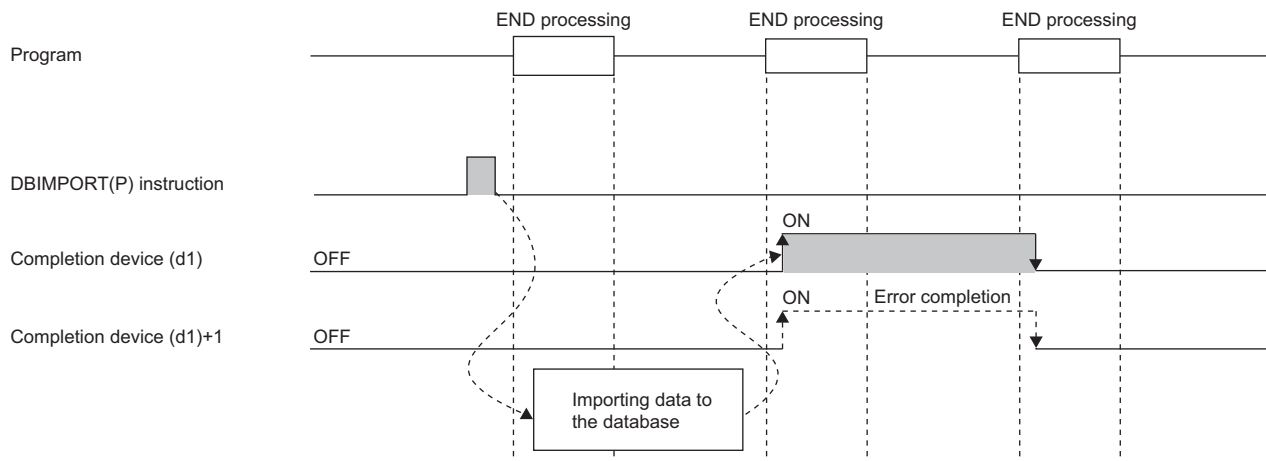 END processing
END processing
END processing
Program
DBIMPORT(P) instruction
ON
Completion device (d1)
OFF
ON
Error completion
Completion device (d1)+1
OFF
Importing data to
the database